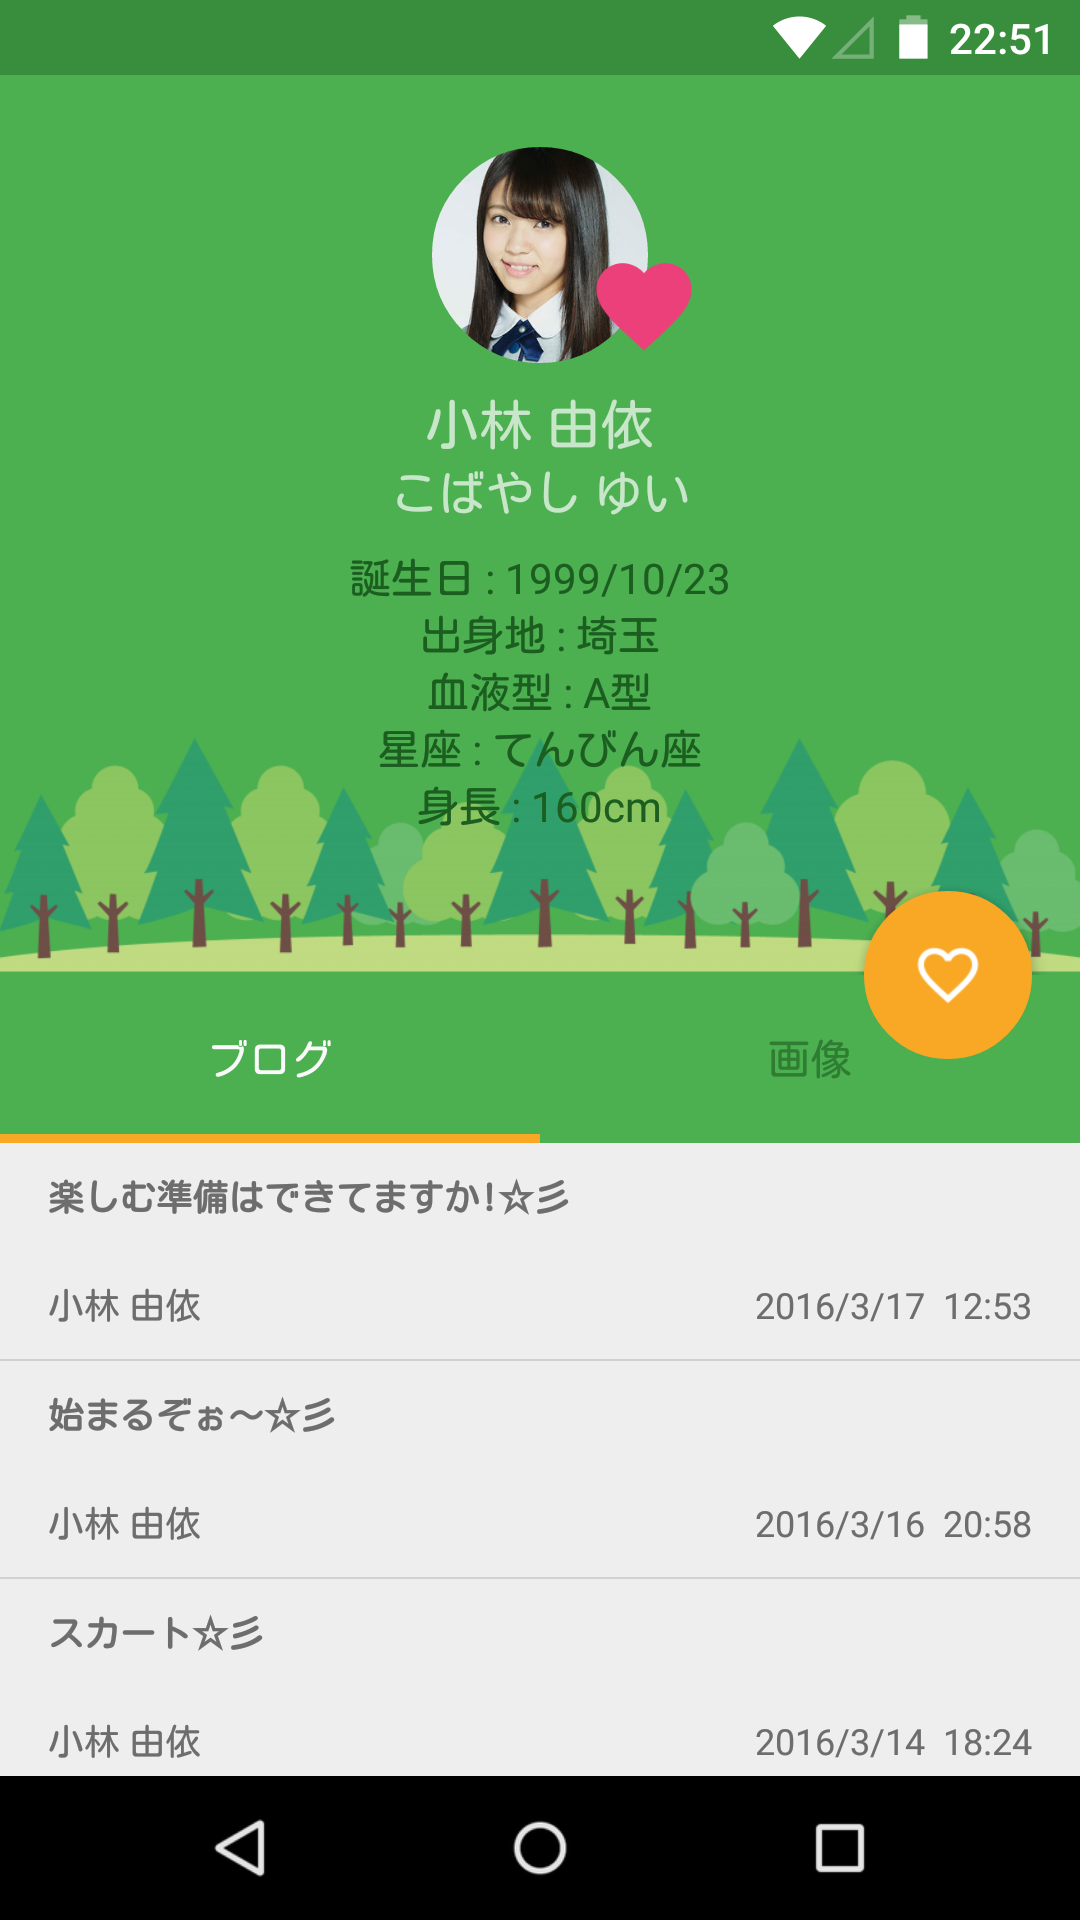 22:51
小林 由依
こばやし ゆい
誕生日 : 1999/10/23
出身地 : 埼玉
血液型 : A型
星座 : てんびん座
身長 : 160cm
ブログ 画像
楽しむ準備はできてますか!☆彡
小林 由依 2016/3/17 12:53
始まるぞぉ〜☆彡
小林 由依 2016/3/16 20:58
スカート☆彡
小林 由依 2016/3/14 18:24